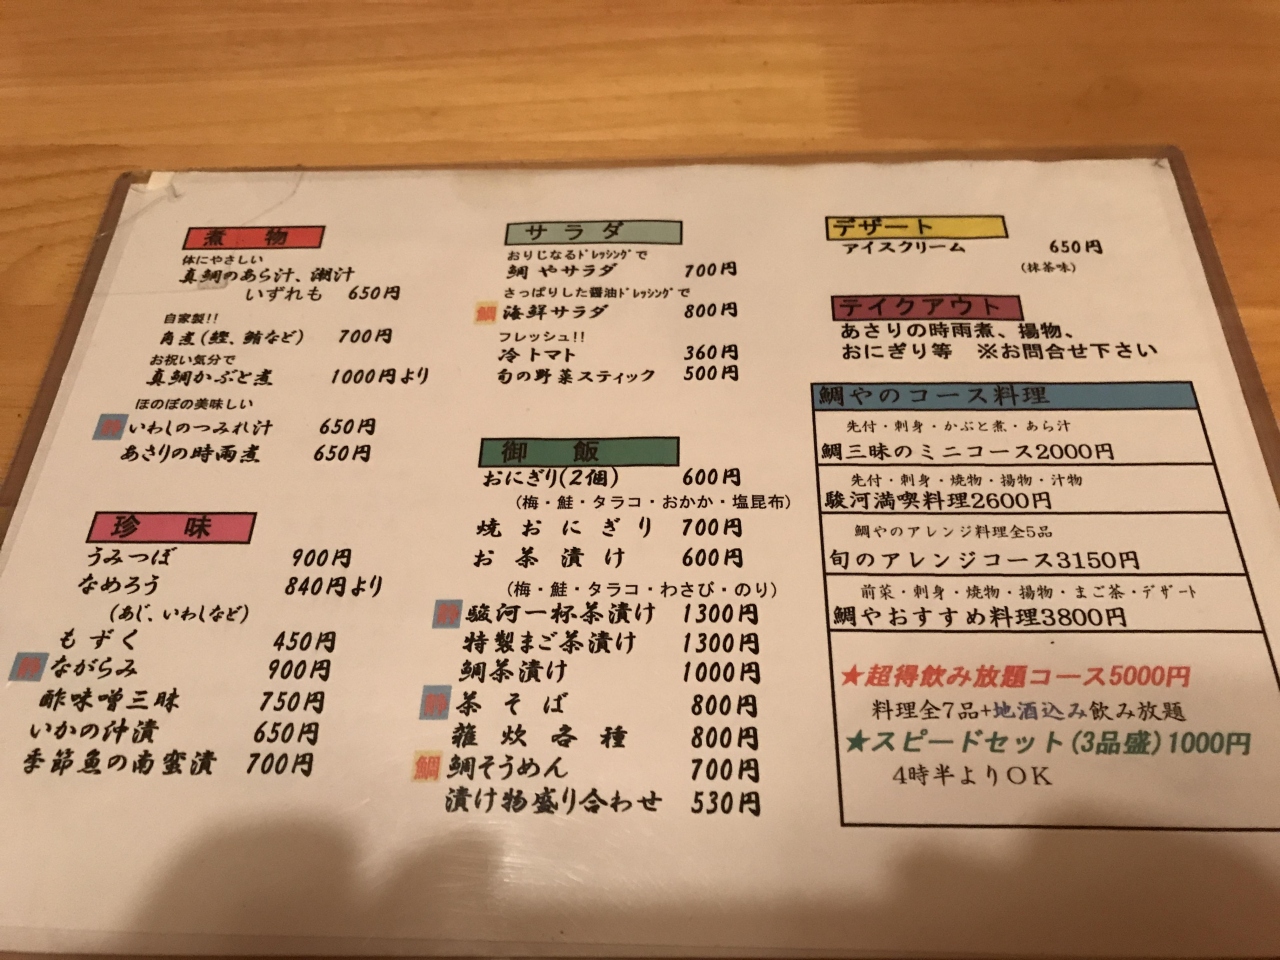 煮 物
体にやさしい
真鯛のあら汁、潮汁
いずれも 650円
自家製!!
角煮(鰹、鮪など) 700円
お祝い気分で
真鯛かぶと煮 1000円より
ほのぼの美味しい
いわしのつみれ汁 650円
あさりの時雨煮 650円
珍 味
うみつぼ 900円
なめろう 840円より
(あじ、いわしなど)
もずく 450円
ながらみ 900円
酢味噌三昧 750円
いかの沖漬 650円
季節魚の南蛮漬 700円
サラダ
おりじなるドレッシングで
鯛やサラダ 700円
さっぱりした醤油ドレッシングで
鯛 海鮮サラダ 800円
フレッシュ!!
冷トマト 360円
旬の野菜スティック 500円
御 飯
おにぎり(2個) 600円
(梅・鮭・タラコ・おかか・塩昆布)
焼おにぎり 700円
お茶漬け 600円
(梅・鮭・タラコ・わさび・のり)
駿河一杯茶漬け 1300円
特製まご茶漬け 1300円
鯛茶漬け 1000円
茶そば 800円
雑炊各種 800円
鯛 鯛そうめん 700円
漬け物盛り合わせ 530円
デザート
アイスクリーム 650円
(抹茶味)
テイクアウト
あさりの時雨煮、揚物、
おにぎり等 ※お問合せ下さい
鯛やのコース料理
先付・刺身・かぶと煮・あら汁
鯛三昧のミニコース2000円
先付・刺身・焼物・揚物・汁物
駿河満喫料理2600円
鯛やのアレンジ料理全5品
旬のアレンジコース3150円
前菜・刺身・焼物・揚物・まご茶・デザート
鯛やおすすめ料理3800円
★超得飲み放題コース5000円
料理全7品+地酒込み飲み放題
★スピードセット(3品盛)1000円
4時半よりOK